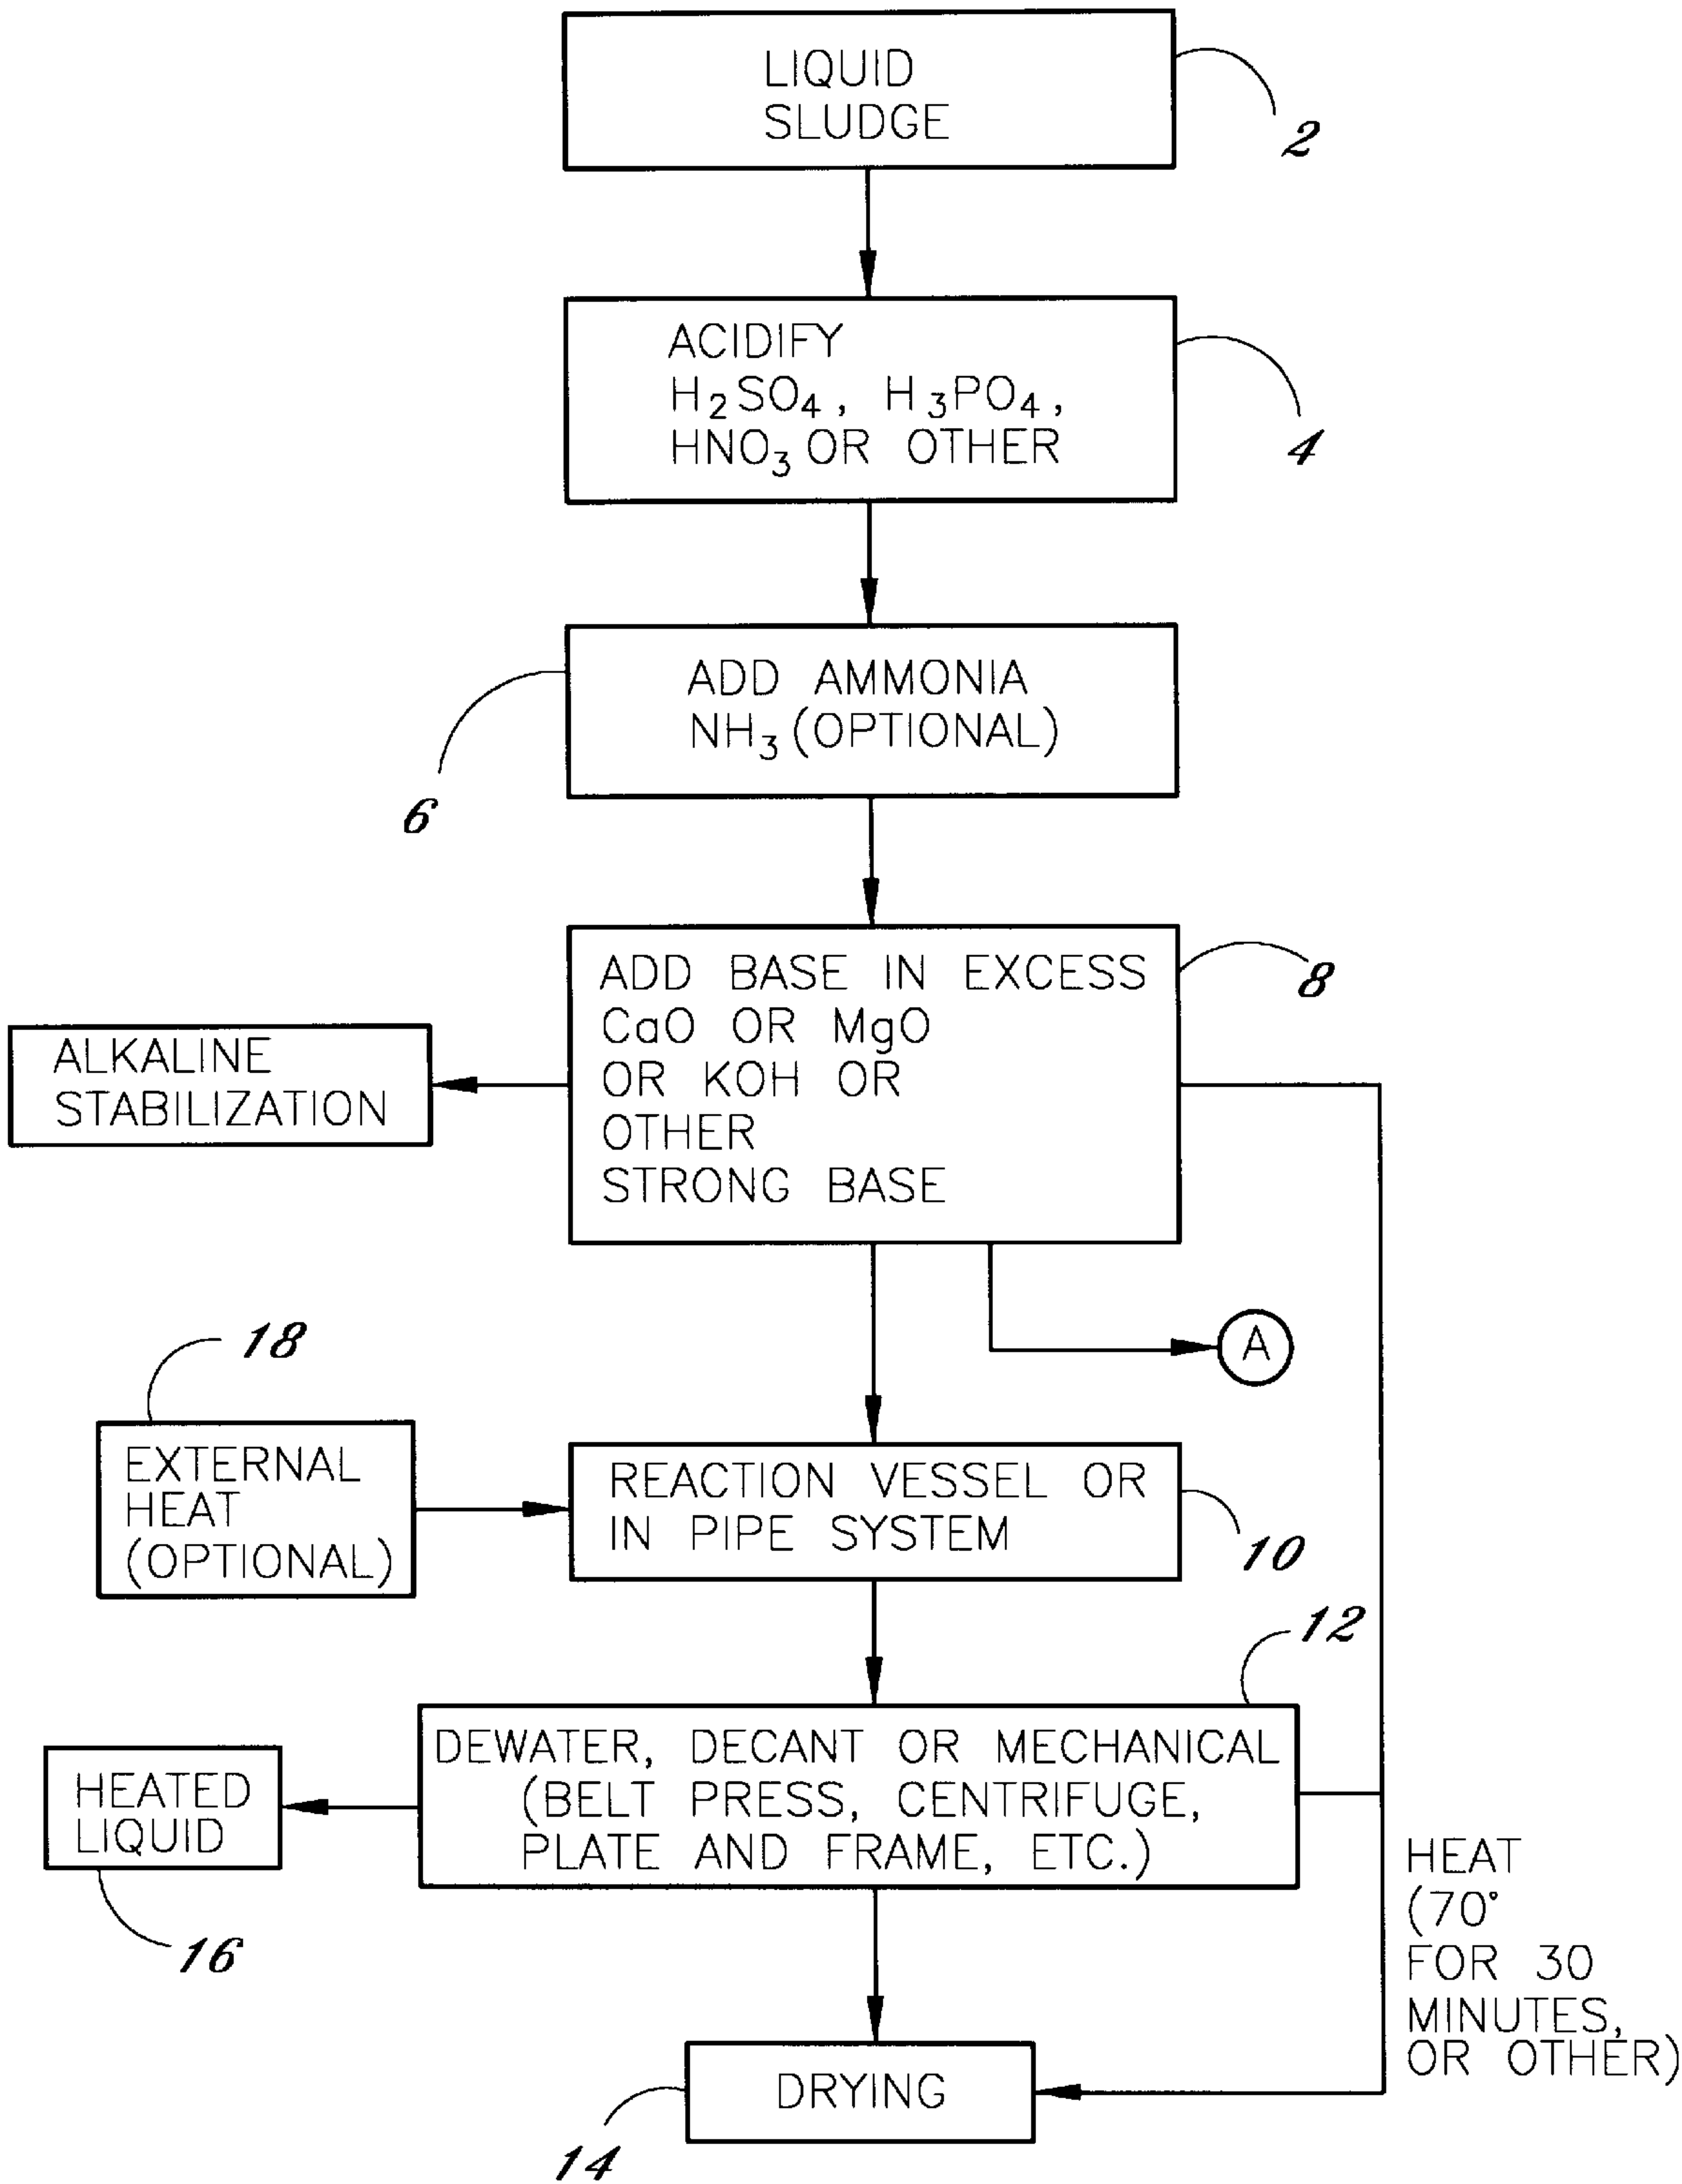 LIQUID
SLUDGE
2
ACIDIFY
H₂SO₄, H₃PO₄,
HNO₃ OR OTHER
4
ADD AMMONIA
NH₃ (OPTIONAL)
6
ADD BASE IN EXCESS
CaO OR MgO
OR KOH OR
OTHER
STRONG BASE
8
ALKALINE
STABILIZATION
A
18
EXTERNAL
HEAT
(OPTIONAL)
REACTION VESSEL OR
IN PIPE SYSTEM
10
12
DEWATER, DECANT OR MECHANICAL
(BELT PRESS, CENTRIFUGE,
PLATE AND FRAME, ETC.)
HEATED
LIQUID
16
HEAT
(70°
FOR 30
MINUTES,
OR OTHER)
DRYING
14